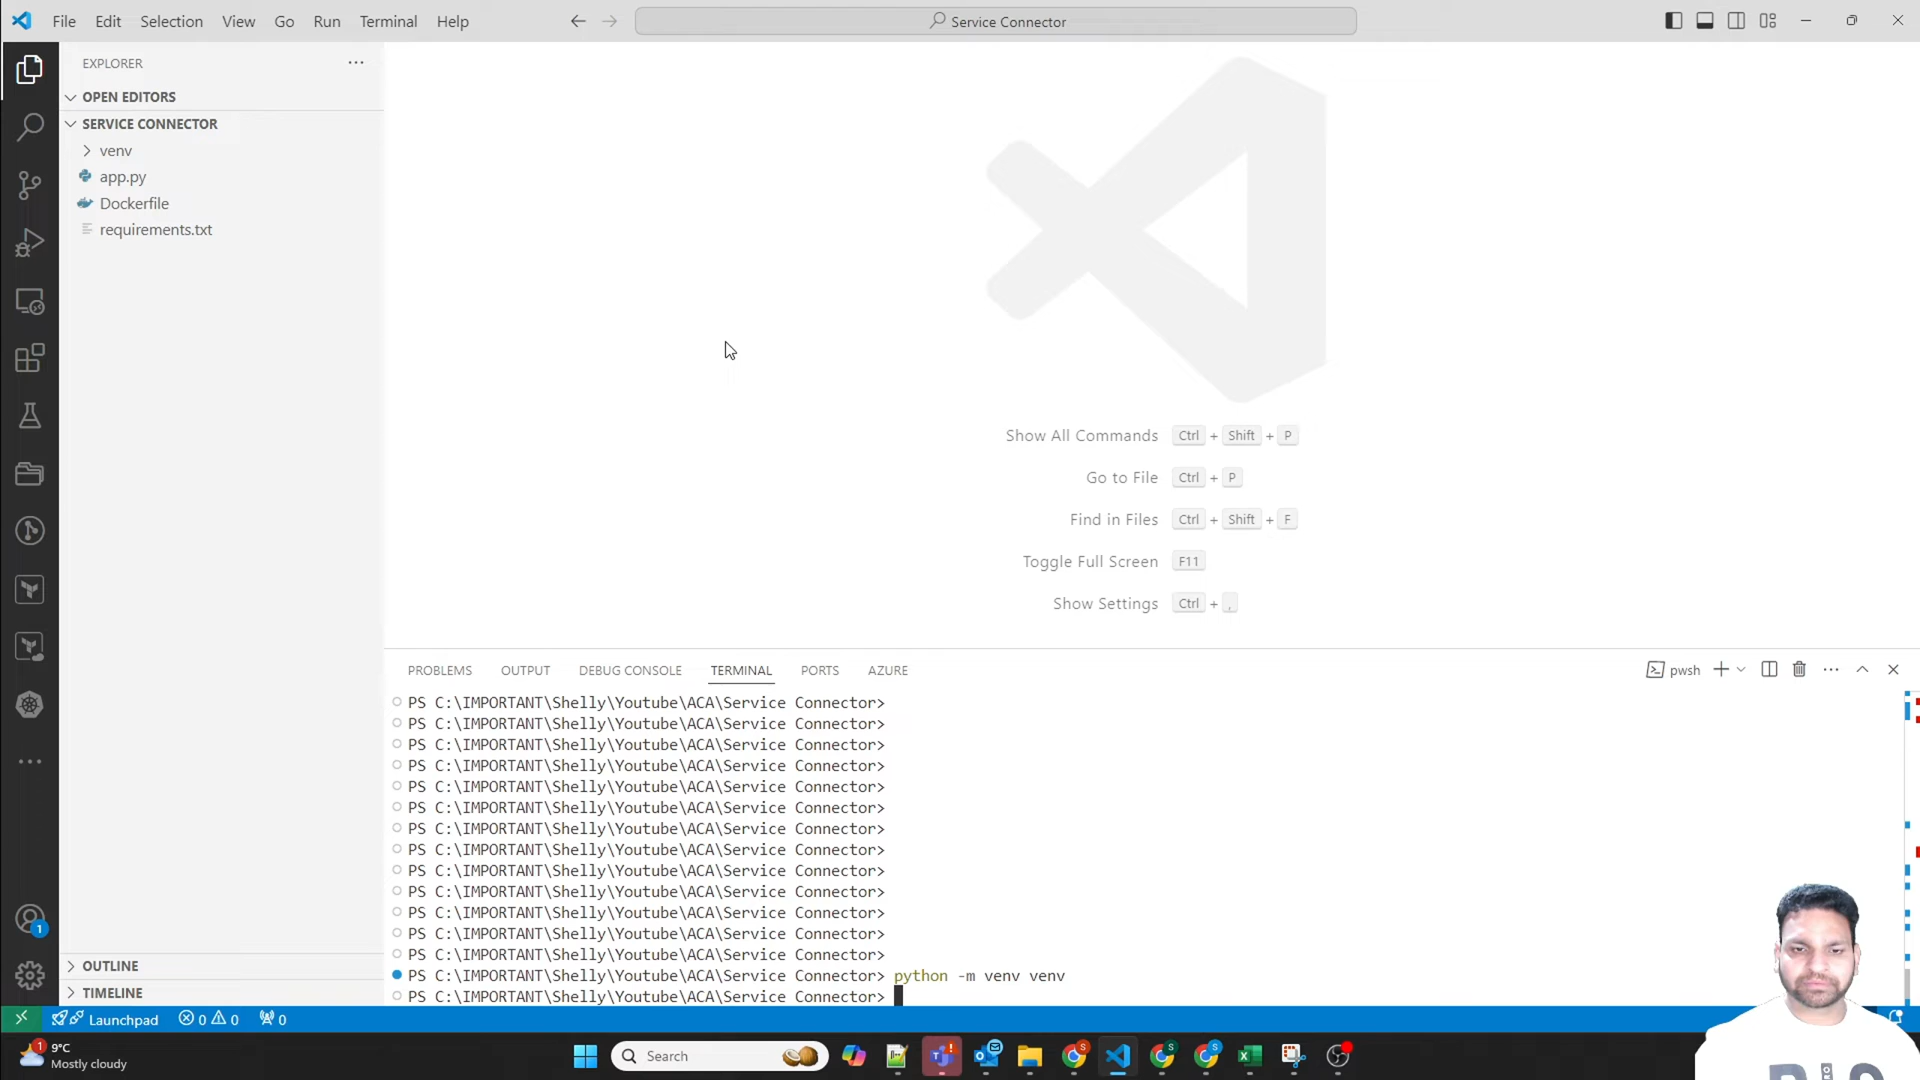 File Edit Selection View Go Run Terminal Help
Service Connector
EXPLORER
OPEN EDITORS
SERVICE CONNECTOR
venv
app.py
Dockerfile
requirements.txt
Show All Commands Ctrl + Shift + P
Go to File Ctrl + P
Find in Files Ctrl + Shift + F
Toggle Full Screen F11
Show Settings Ctrl + ,
PROBLEMS OUTPUT DEBUG CONSOLE TERMINAL PORTS AZURE
pwsh
PS C:\IMPORTANT\Shelly\Youtube\ACA\Service Connector>
PS C:\IMPORTANT\Shelly\Youtube\ACA\Service Connector>
PS C:\IMPORTANT\Shelly\Youtube\ACA\Service Connector>
PS C:\IMPORTANT\Shelly\Youtube\ACA\Service Connector>
PS C:\IMPORTANT\Shelly\Youtube\ACA\Service Connector>
PS C:\IMPORTANT\Shelly\Youtube\ACA\Service Connector>
PS C:\IMPORTANT\Shelly\Youtube\ACA\Service Connector>
PS C:\IMPORTANT\Shelly\Youtube\ACA\Service Connector>
PS C:\IMPORTANT\Shelly\Youtube\ACA\Service Connector>
PS C:\IMPORTANT\Shelly\Youtube\ACA\Service Connector>
PS C:\IMPORTANT\Shelly\Youtube\ACA\Service Connector>
PS C:\IMPORTANT\Shelly\Youtube\ACA\Service Connector>
PS C:\IMPORTANT\Shelly\Youtube\ACA\Service Connector>
PS C:\IMPORTANT\Shelly\Youtube\ACA\Service Connector> python -m venv venv
PS C:\IMPORTANT\Shelly\Youtube\ACA\Service Connector>
1
OUTLINE
TIMELINE
Launchpad 0 0 0
1
9°C
Mostly cloudy
Search